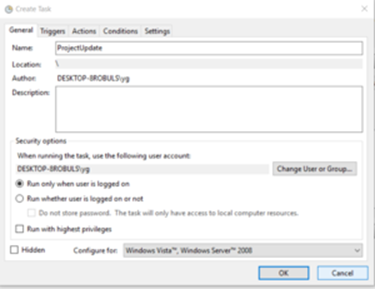 Create Task
General Triggers Actions Conditions Settings
Name: ProjectUpdate
Location: \
Author: DESKTOP-8ROBULS\yg
Description:
Security options
When running the task, use the following user account:
DESKTOP-8ROBULS\yg Change User or Group...
Run only when user is logged on
Run whether user is logged on or not
Do not store password. The task will only have access to local computer resources.
Run with highest privileges
Hidden Configure for: Windows Vista™, Windows Server™ 2008
OK Cancel